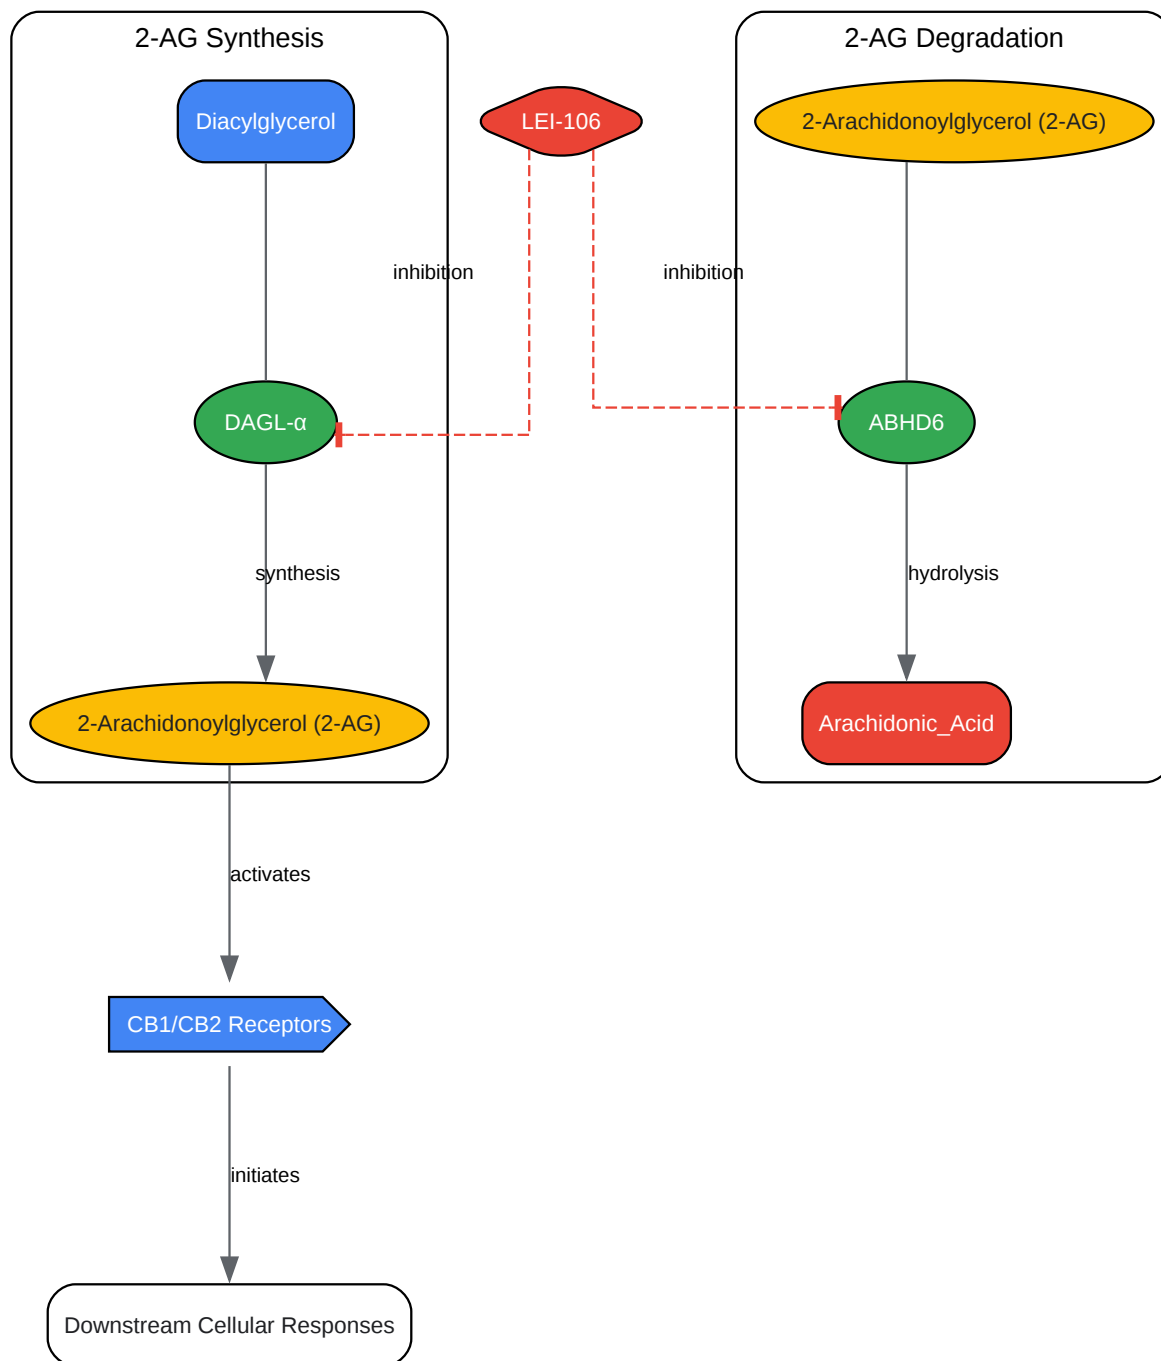 2-AG Synthesis
2-AG Degradation
Diacylglycerol
LEI-106
2-Arachidonoylglycerol (2-AG)
inhibition
inhibition
DAGL-α
ABHD6
synthesis
hydrolysis
2-Arachidonoylglycerol (2-AG)
Arachidonic_Acid
activates
CB1/CB2 Receptors
initiates
Downstream Cellular Responses